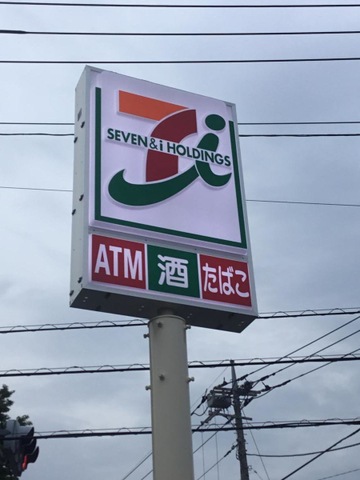 SEVEN & i HOLDINGS
ATM 酒 たばこ